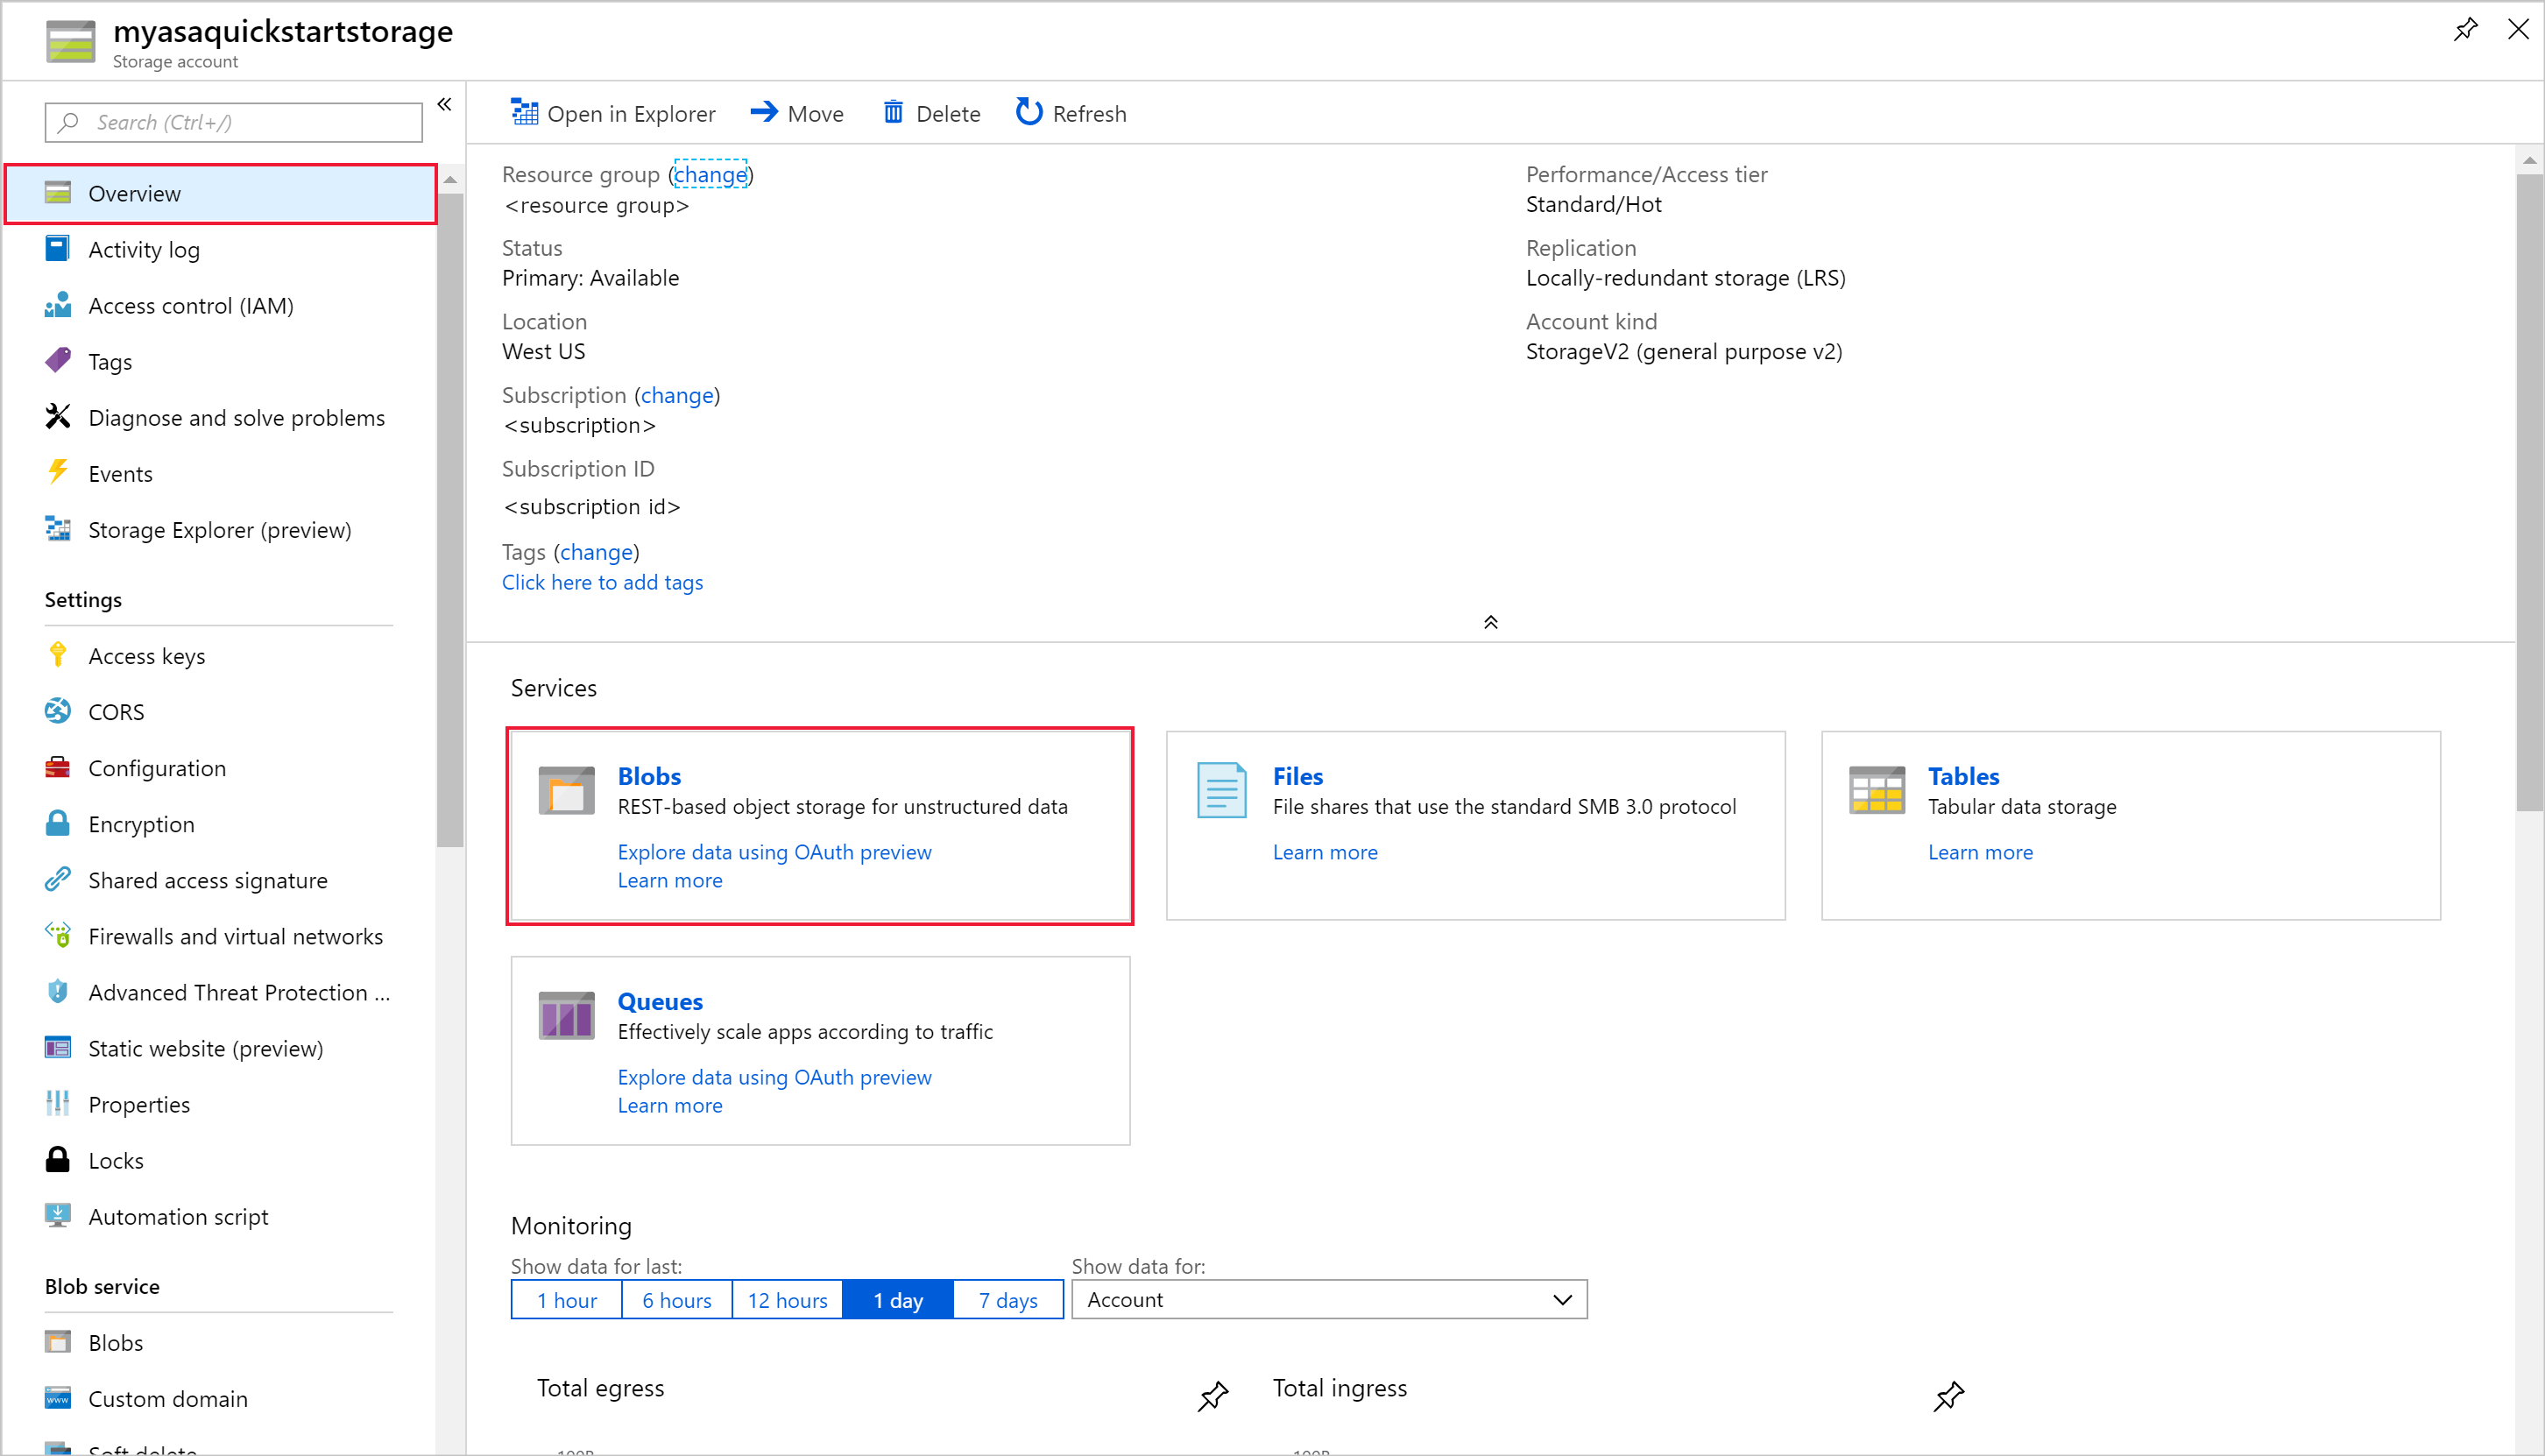 myasaquickstartstorage
Storage account
Search (Ctrl+/)
Overview
Activity log
Access control (IAM)
Tags
Diagnose and solve problems
Events
Storage Explorer (preview)
Settings
Access keys
CORS
Configuration
Encryption
Shared access signature
Firewalls and virtual networks
Advanced Threat Protection ...
Static website (preview)
Properties
Locks
Automation script
Blob service
Blobs
Custom domain
Soft delete
Open in Explorer Move Delete Refresh
Resource group (change)
<resource group>
Status
Primary: Available
Location
West US
Subscription (change)
<subscription>
Subscription ID
<subscription id>
Tags (change)
Click here to add tags
Performance/Access tier
Standard/Hot
Replication
Locally-redundant storage (LRS)
Account kind
StorageV2 (general purpose v2)
Services
Blobs
REST-based object storage for unstructured data
Explore data using OAuth preview
Learn more
Files
File shares that use the standard SMB 3.0 protocol
Learn more
Tables
Tabular data storage
Learn more
Queues
Effectively scale apps according to traffic
Explore data using OAuth preview
Learn more
Monitoring
Show data for last:
1 hour 6 hours 12 hours 1 day 7 days
Show data for:
Account
Total egress
100B
Total ingress
100B